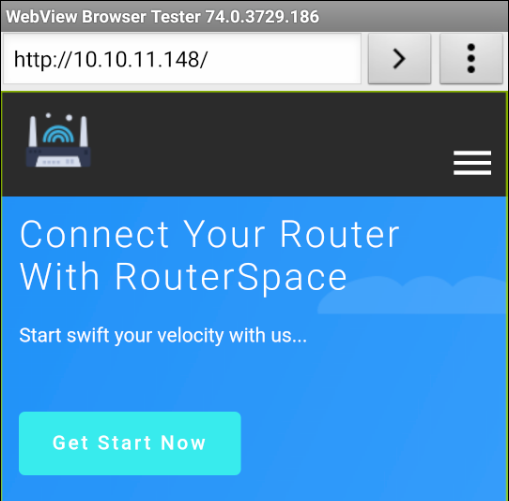 WebView Browser Tester 74.0.3729.186
http://10.10.11.148/
Connect Your Router
With RouterSpace
Start swift your velocity with us...
Get Start Now